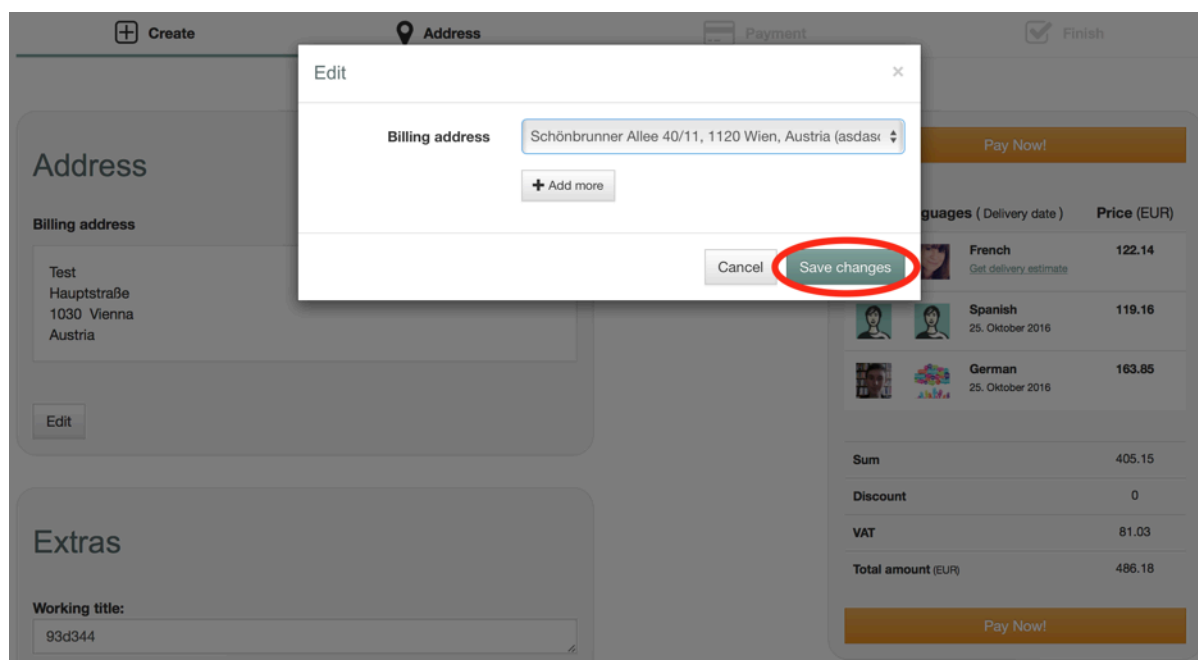 Create
Address
Payment
Finish
Edit
×
Billing address
Schönbrunner Allee 40/11, 1120 Wien, Austria
Add more
Cancel
Save changes
Address
Billing address
Test
Hauptstraße
1030 Vienna
Austria
Edit
Extras
Working title:
93d344
Pay Now!
( Delivery date ) Price (EUR)
French 122.14
Get delivery estimate
Spanish 119.16
25. Oktober 2016
German 163.85
25. Oktober 2016
Sum 405.15
Discount 0
VAT 81.03
Total amount (EUR) 486.18
Pay Now!